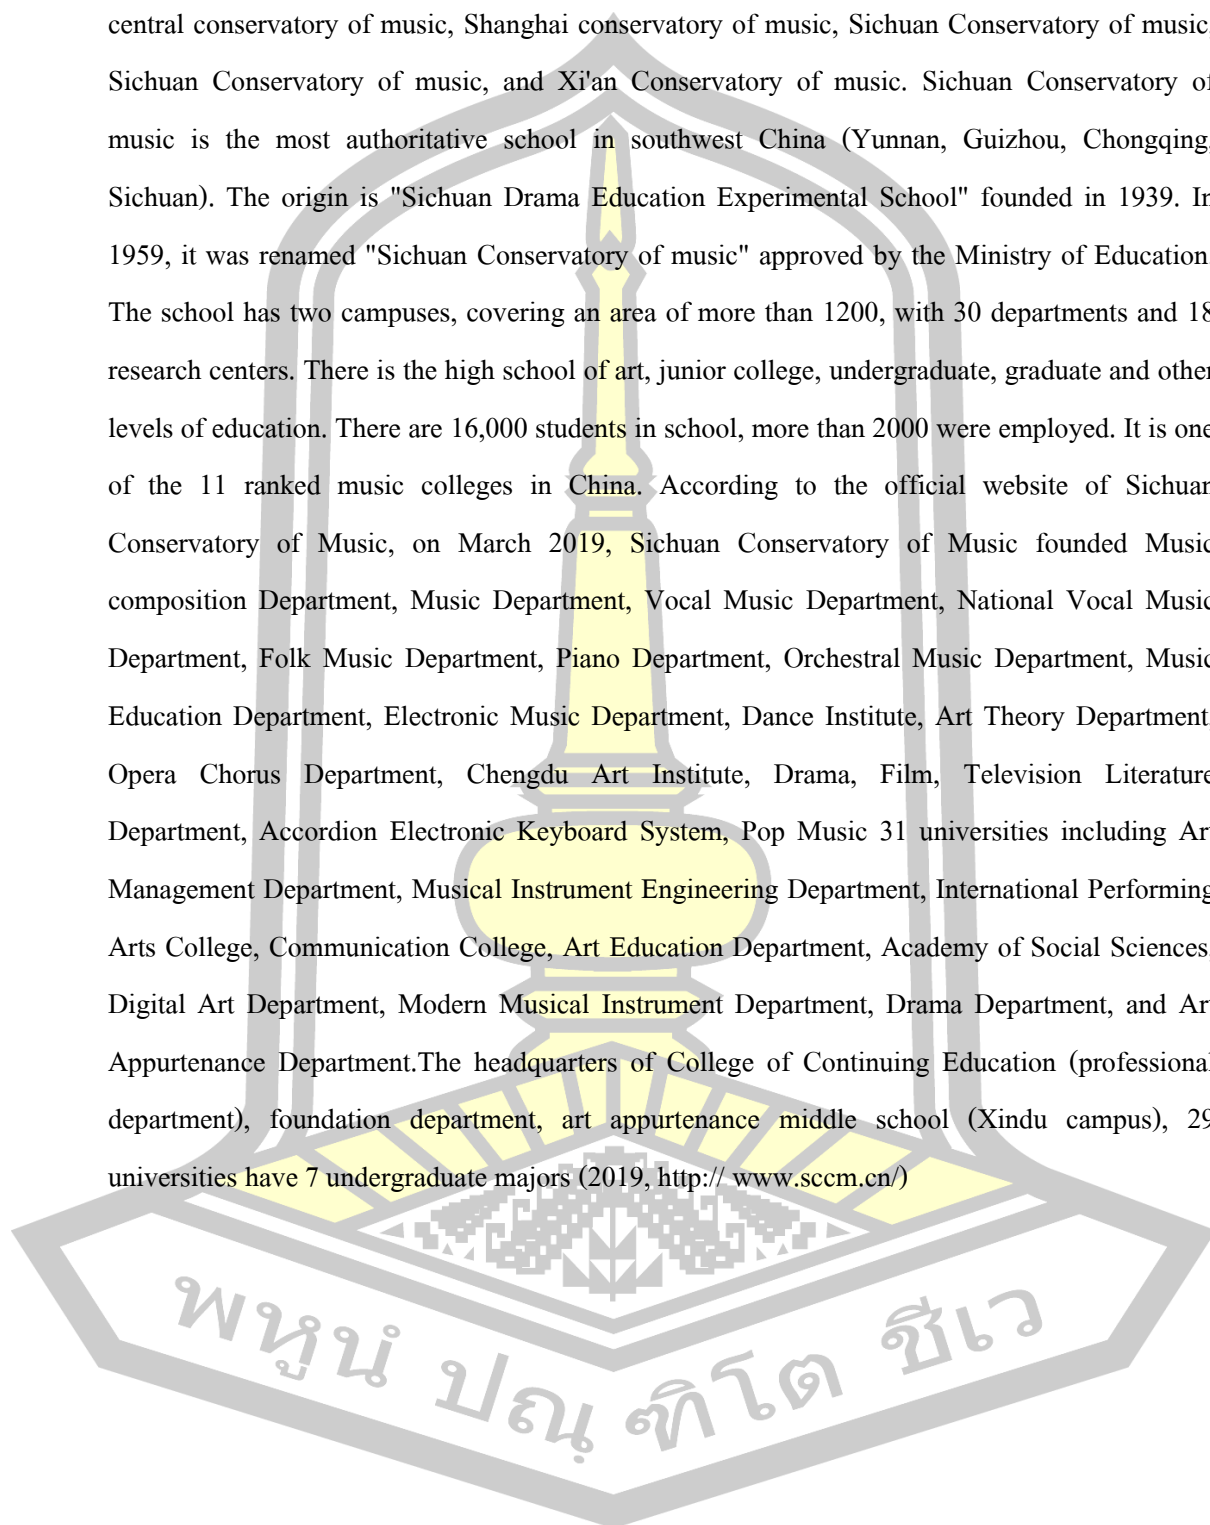 central conservatory of music, Shanghai conservatory of music, Sichuan Conservatory of music,
Sichuan Conservatory of music, and Xi'an Conservatory of music. Sichuan Conservatory of
music is the most authoritative school in southwest China (Yunnan, Guizhou, Chongqing,
Sichuan). The origin is "Sichuan Drama Education Experimental School" founded in 1939. In
1959, it was renamed "Sichuan Conservatory of music" approved by the Ministry of Education.
The school has two campuses, covering an area of more than 1200, with 30 departments and 18
research centers. There is the high school of art, junior college, undergraduate, graduate and other
levels of education. There are 16,000 students in school, more than 2000 were employed. It is one
of the 11 ranked music colleges in China. According to the official website of Sichuan
Conservatory of Music, on March 2019, Sichuan Conservatory of Music founded Music
composition Department, Music Department, Vocal Music Department, National Vocal Music
Department, Folk Music Department, Piano Department, Orchestral Music Department, Music
Education Department, Electronic Music Department, Dance Institute, Art Theory Department,
Opera Chorus Department, Chengdu Art Institute, Drama, Film, Television Literature
Department, Accordion Electronic Keyboard System, Pop Music 31 universities including Art
Management Department, Musical Instrument Engineering Department, International Performing
Arts College, Communication College, Art Education Department, Academy of Social Sciences,
Digital Art Department, Modern Musical Instrument Department, Drama Department, and Art
Appurtenance Department.The headquarters of College of Continuing Education (professional
department), foundation department, art appurtenance middle school (Xindu campus), 29
universities have 7 undergraduate majors (2019, http:// www.sccm.cn/)
พหูนํ ปณฺฑิโต ชีเว